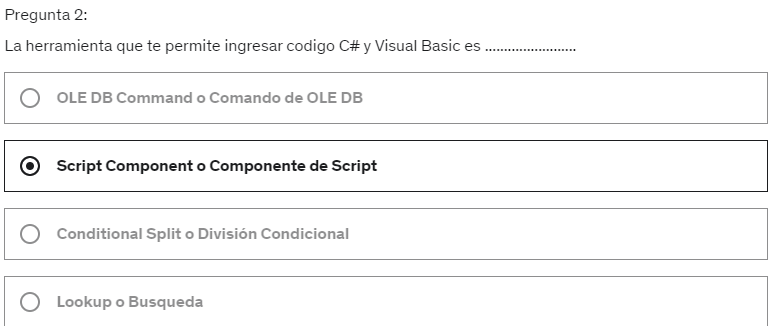 Pregunta 2:
La herramienta que te permite ingresar codigo C# y Visual Basic es ........................
OLE DB Command o Comando de OLE DB
Script Component o Componente de Script
Conditional Split o División Condicional
Lookup o Busqueda